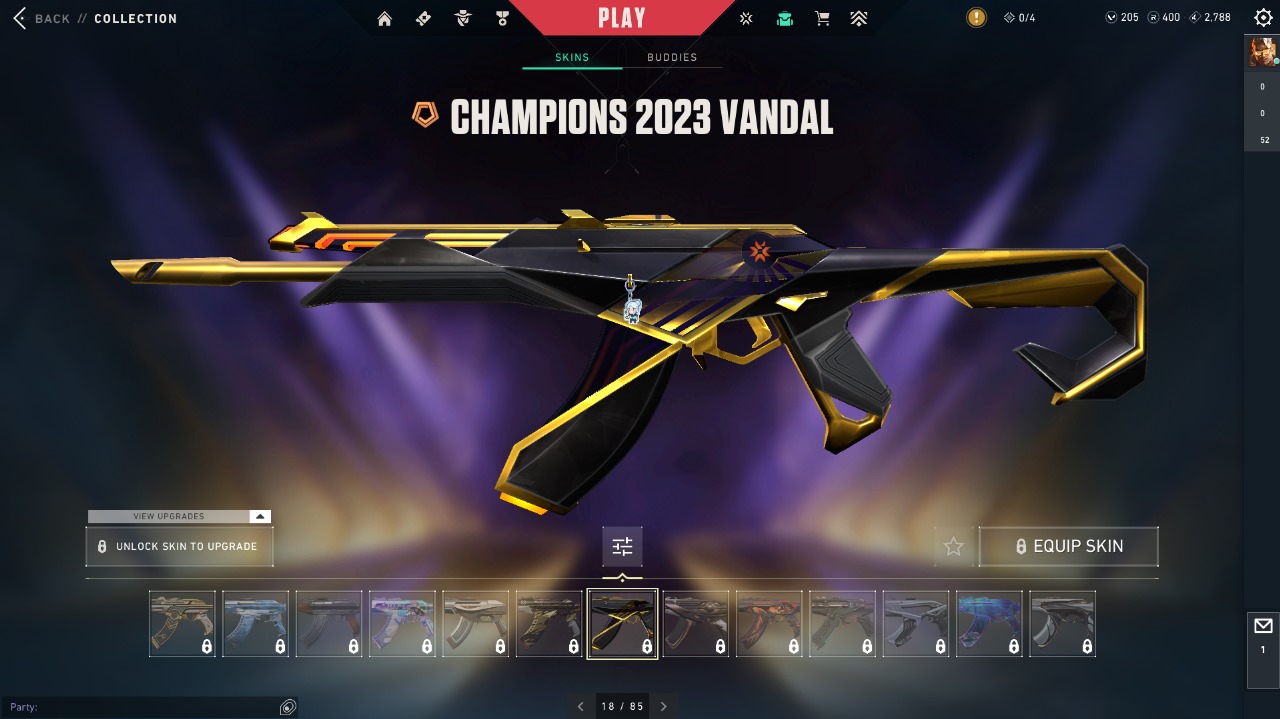 BACK // COLLECTION
PLAY
0/4
205
400
2,788
SKINS
BUDDIES
0
0
52
CHAMPIONS 2023 VANDAL
VIEW UPGRADES
UNLOCK SKIN TO UPGRADE
EQUIP SKIN
1
Party:
18 / 85